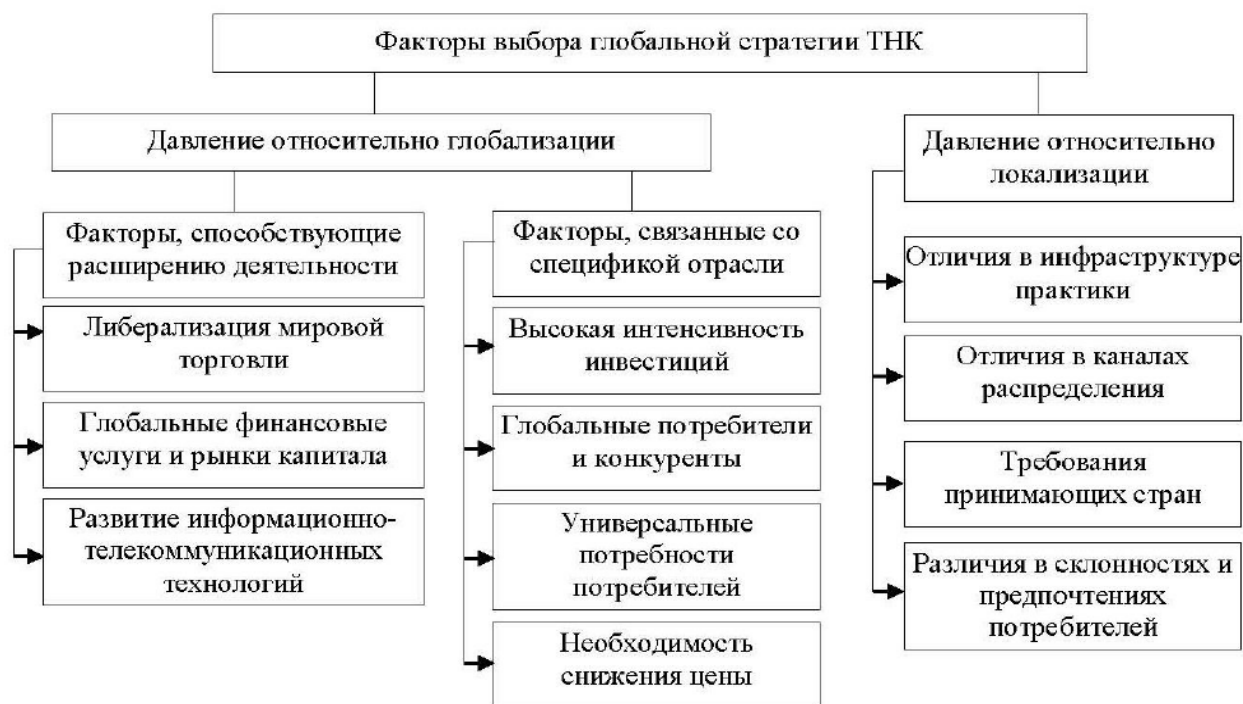 Факторы выбора глобальной стратегии ТНК
Давление относительно глобализации
Факторы, способствующие
расширению деятельности
Либерализация мировой
торговли
Глобальные финансовые
услуги и рынки капитала
Развитие информационно-
телекоммуникационных
технологий
Факторы, связанные со
спецификой отрасли
Высокая интенсивность
инвестиций
Глобальные потребители
и конкуренты
Универсальные
потребности
потребителей
Необходимость
снижения цены
Давление относительно
локализации
Отличия в инфраструктуре
практики
Отличия в каналах
распределения
Требования
принимающих стран
Различия в склонностях и
предпочтениях
потребителей